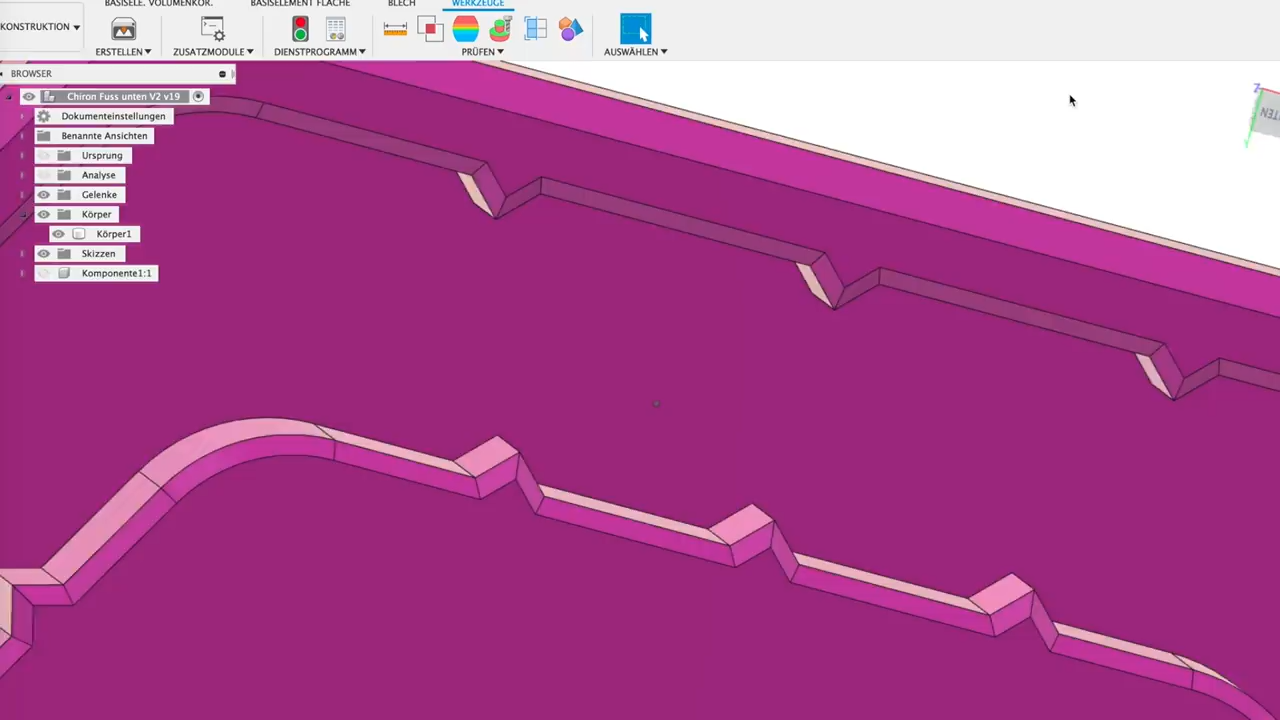 BASISELE. VOLUMENKÖR.
BASISELEMENT FLÄCHE
BLECH
WERKZEUGE
KONSTRUKTION
ERSTELLEN
ZUSATZMODULE
DIENSTPROGRAMM
PRÜFEN
AUSWÄHLEN
BROWSER
Chiron Fuss unten V2 v19
Dokumenteinstellungen
Benannte Ansichten
Ursprung
Analyse
Gelenke
Körper
Körper1
Skizzen
Komponente1:1
Z
Y